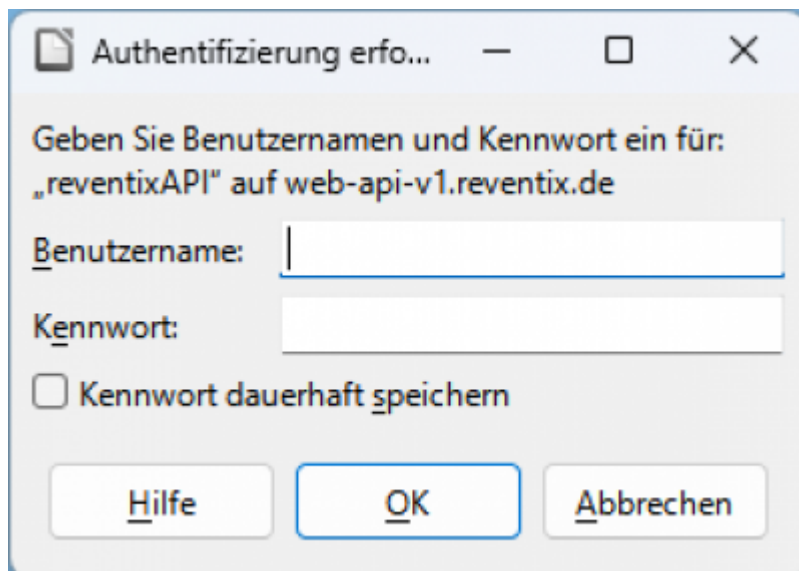 Authentifizierung erfo...
Geben Sie Benutzernamen und Kennwort ein für:
„reventixAPI“ auf web-api-v1.reventix.de
Benutzername:
Kennwort:
Kennwort dauerhaft speichern
Hilfe
OK
Abbrechen